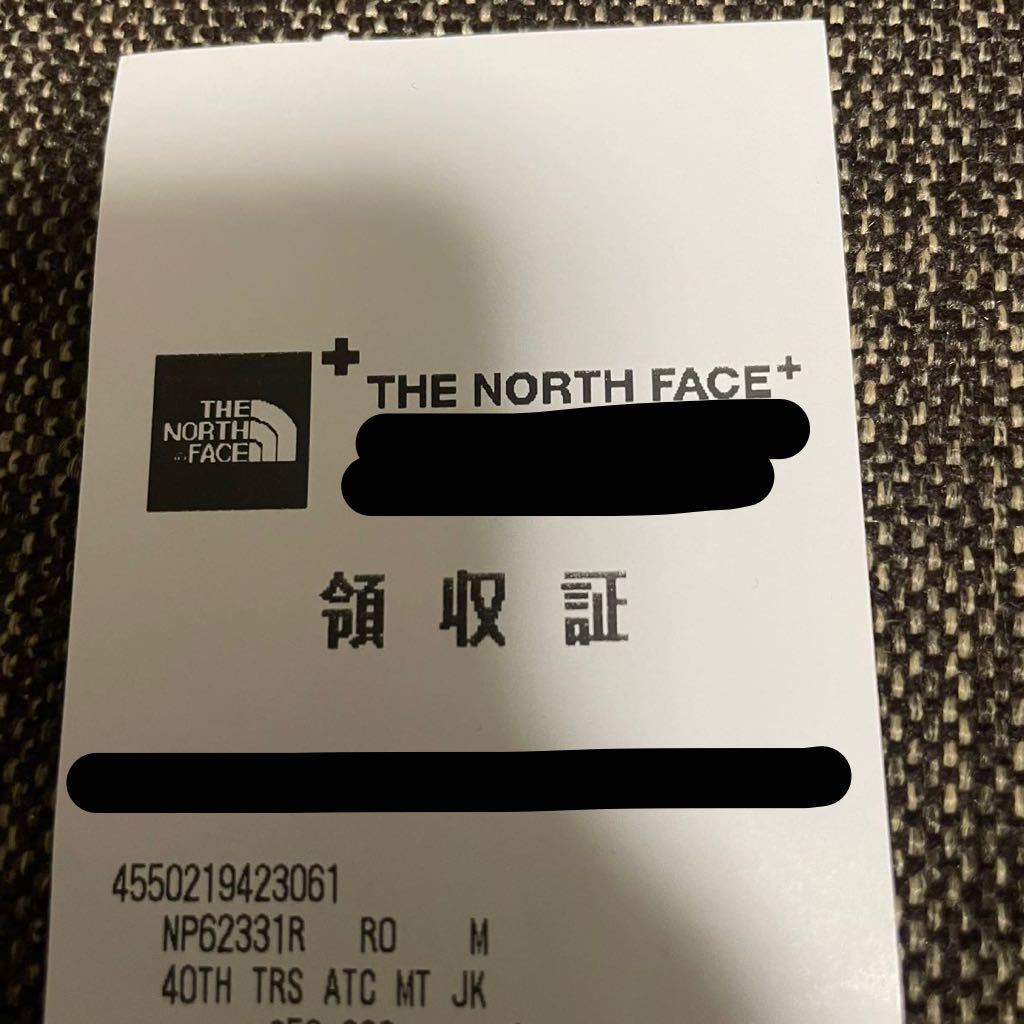 THE
NORTH
FACE
+ THE NORTH FACE+
領収証
4550219423061
NP62331R RO M
40TH TRS ATC MT JK